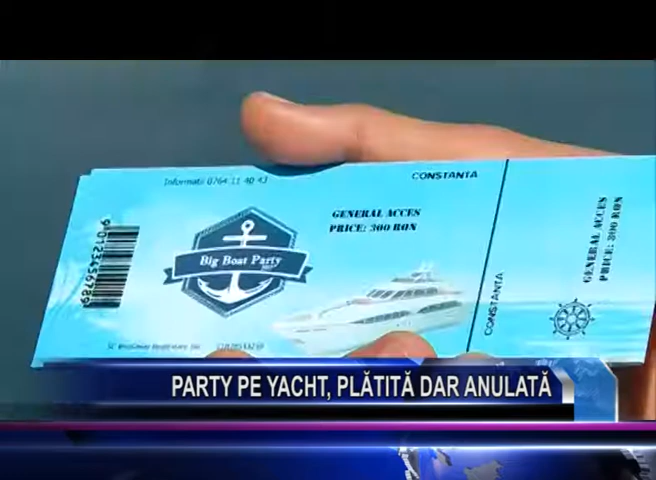 Informatii 0764 11 40 43
CONSTANTA
GENERAL ACCES
PRICE: 300 RON
Big Boat Party
CONSTANTA
GENERAL ACCES
PRICE: 300 RON
PARTY PE YACHT, PLĂTITĂ DAR ANULATĂ